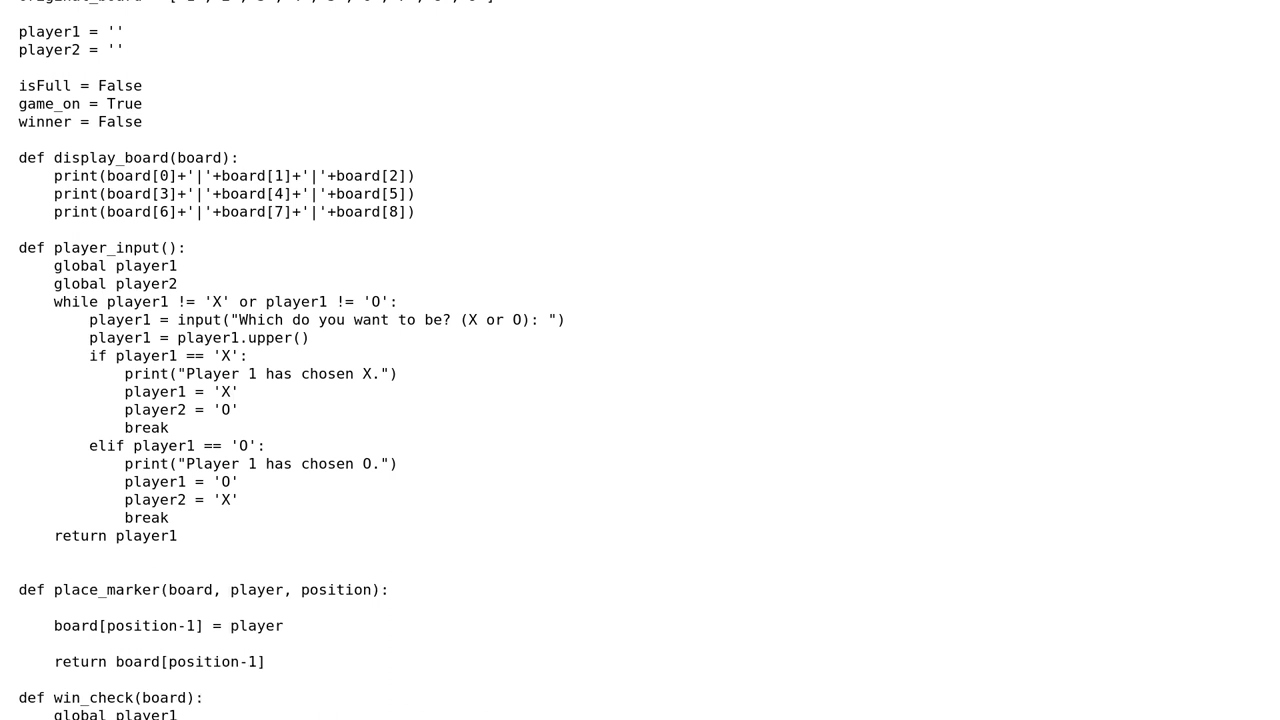 player1 = ''
player2 = ''
isFull = False
game_on = True
winner = False
def display_board(board):
    print(board[0]+'|'+board[1]+'|'+board[2])
    print(board[3]+'|'+board[4]+'|'+board[5])
    print(board[6]+'|'+board[7]+'|'+board[8])
def player_input():
    global player1
    global player2
    while player1 != 'X' or player1 != 'O':
        player1 = input("Which do you want to be? (X or O): ")
        player1 = player1.upper()
        if player1 == 'X':
            print("Player 1 has chosen X.")
            player1 = 'X'
            player2 = 'O'
            break
        elif player1 == 'O':
            print("Player 1 has chosen O.")
            player1 = 'O'
            player2 = 'X'
            break
    return player1
def place_marker(board, player, position):
    board[position-1] = player
    return board[position-1]
def win_check(board):
    global player1